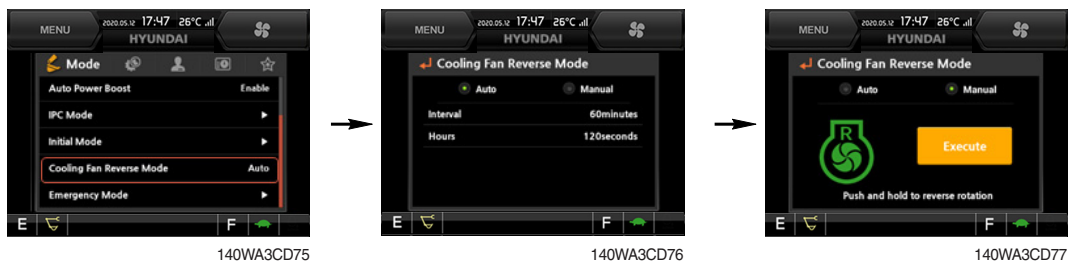 MENU 2020.05.12 17:47 26°C
HYUNDAI
Mode
Auto Power Boost Enable
IPC Mode
Initial Mode
Cooling Fan Reverse Mode Auto
Emergency Mode
E F
140WA3CD75
MENU 2020.05.12 17:47 26°C
HYUNDAI
Cooling Fan Reverse Mode
Auto Manual
Interval 60minutes
Hours 120seconds
E F
140WA3CD76
MENU 2020.05.12 17:47 26°C
HYUNDAI
Cooling Fan Reverse Mode
Auto Manual
R
Execute
Push and hold to reverse rotation
E F
140WA3CD77